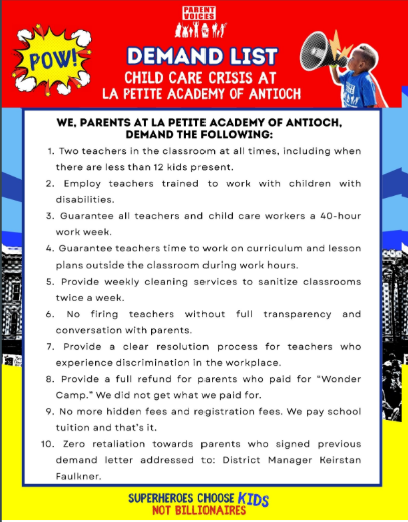 PARENT
VOICES
POW!
DEMAND LIST
CHILD CARE CRISIS AT
LA PETITE ACADEMY OF ANTIOCH
WE, PARENTS AT LA PETITE ACADEMY OF ANTIOCH,
DEMAND THE FOLLOWING:
1. Two teachers in the classroom at all times, including when
there are less than 12 kids present.
2. Employ teachers trained to work with children with
disabilities.
3. Guarantee all teachers and child care workers a 40-hour
work week.
4. Guarantee teachers time to work on curriculum and lesson
plans outside the classroom during work hours.
5. Provide weekly cleaning services to sanitize classrooms
twice a week.
6. No firing teachers without full transparency and
conversation with parents.
7. Provide a clear resolution process for teachers who
experience discrimination in the workplace.
8. Provide a full refund for parents who paid for "Wonder
Camp." We did not get what we paid for.
9. No more hidden fees and registration fees. We pay school
tuition and that's it.
10. Zero retaliation towards parents who signed previous
demand letter addressed to: District Manager Keirstan
Faulkner.
SUPERHEROES CHOOSE KIDS
NOT BILLIONAIRES